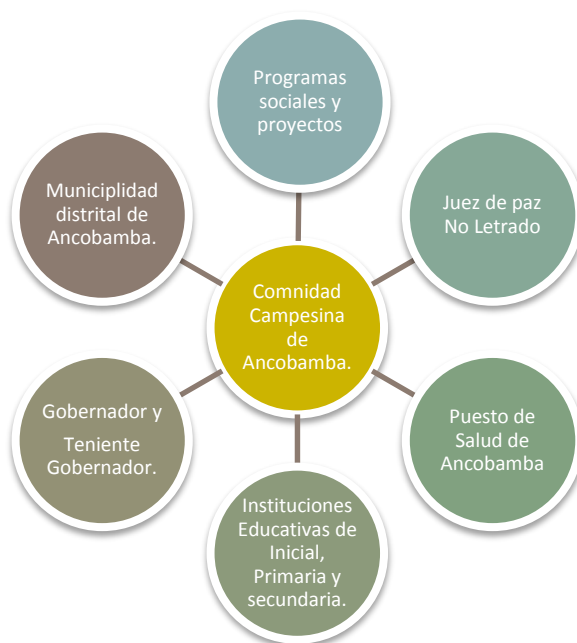 Programas
sociales y
proyectos
Juez de paz
No Letrado
Puesto de
Salud de
Ancobamba
Instituciones
Educativas de
Inicial,
Primaria y
secundaria.
Gobernador y
Teniente
Gobernador.
Municiplidad
distrital de
Ancobamba.
Comnidad
Campesina
de
Ancobamba.